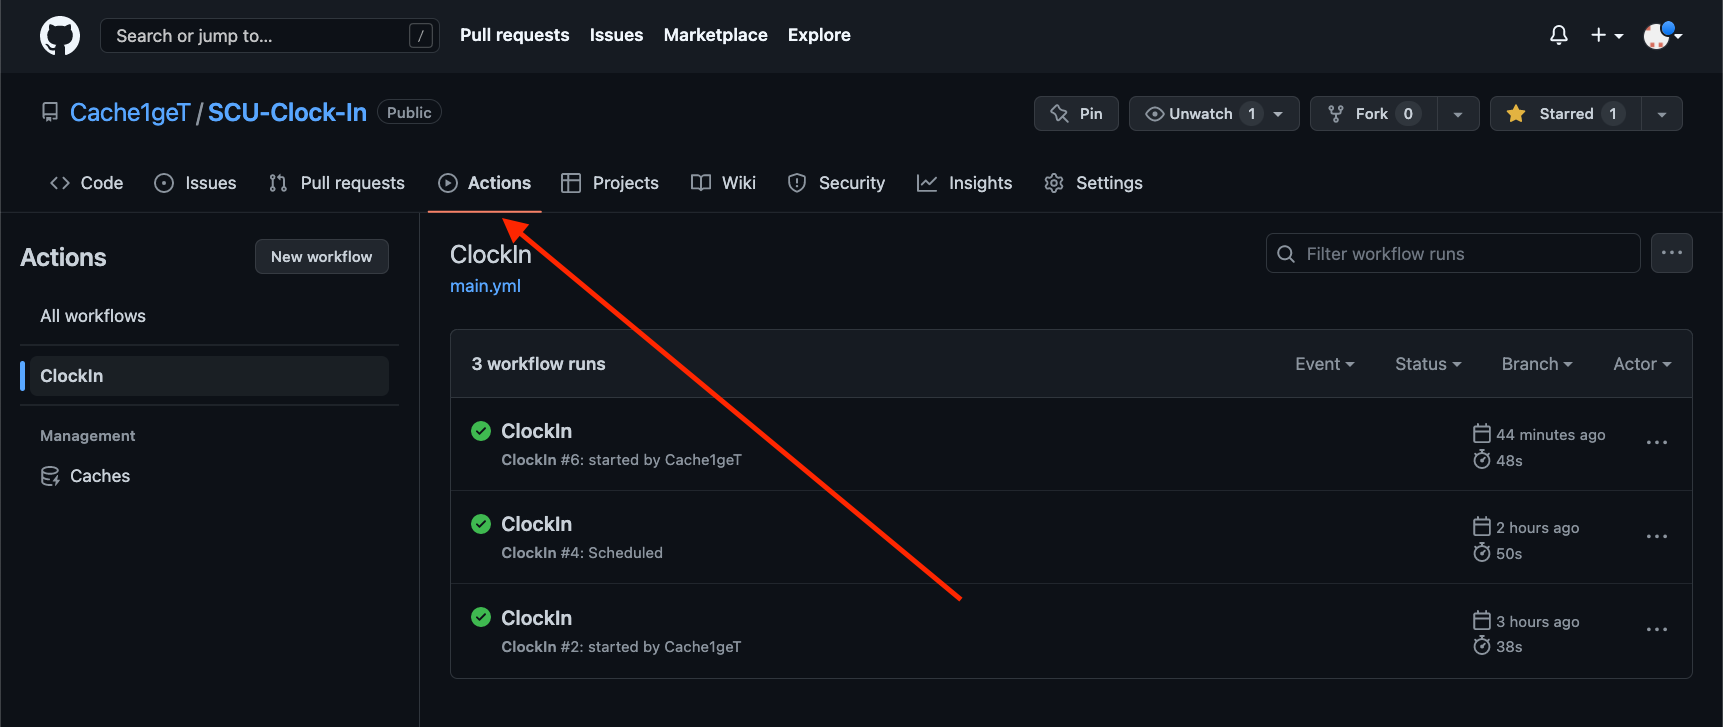 Search or jump to... /
Pull requests Issues Marketplace Explore
Cache1geT / SCU-Clock-In Public
Pin Unwatch 1 Fork 0 Starred 1
Code Issues Pull requests Actions Projects Wiki Security Insights Settings
Actions
New workflow
All workflows
ClockIn
Management
Caches
ClockIn
main.yml
Filter workflow runs
3 workflow runs
Event Status Branch Actor
ClockIn
ClockIn #6: started by Cache1geT
44 minutes ago
48s
ClockIn
ClockIn #4: Scheduled
2 hours ago
50s
ClockIn
ClockIn #2: started by Cache1geT
3 hours ago
38s